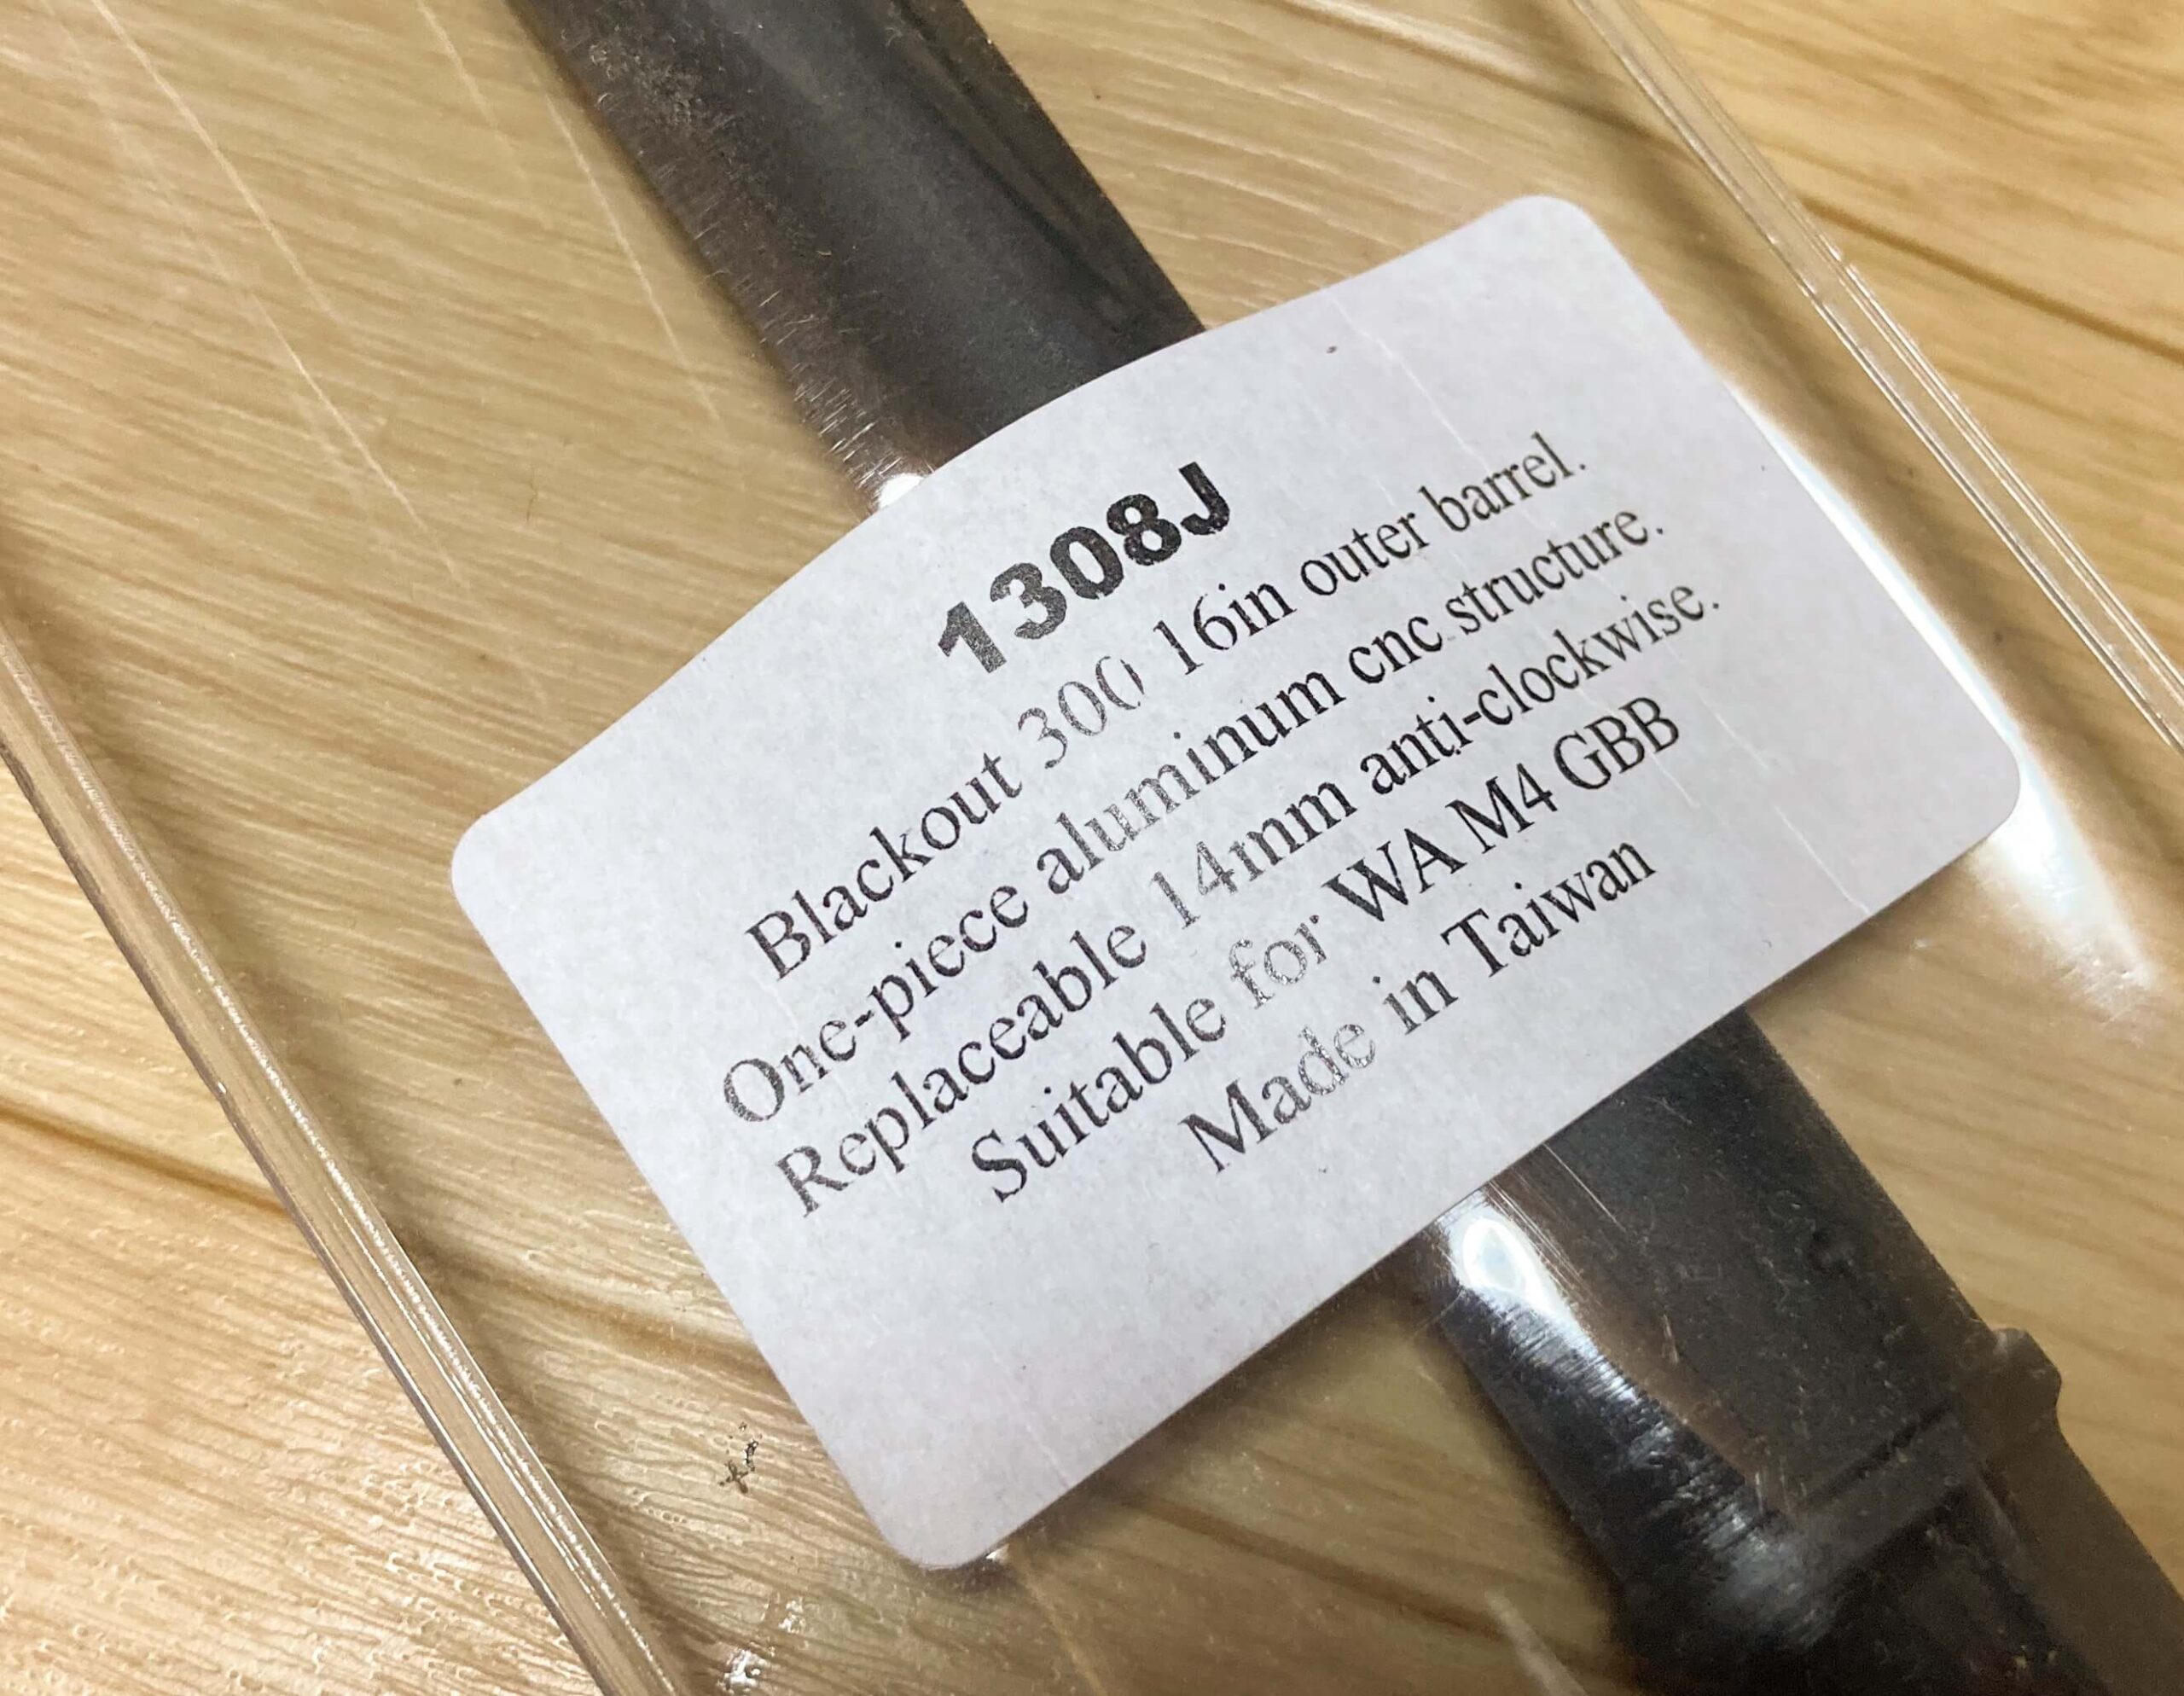 1308J
Blackout 300 16in outer barrel.
One-piece aluminum cnc structure.
Replaceable 14mm anti-clockwise.
Suitable for WA M4 GBB
Made in Taiwan